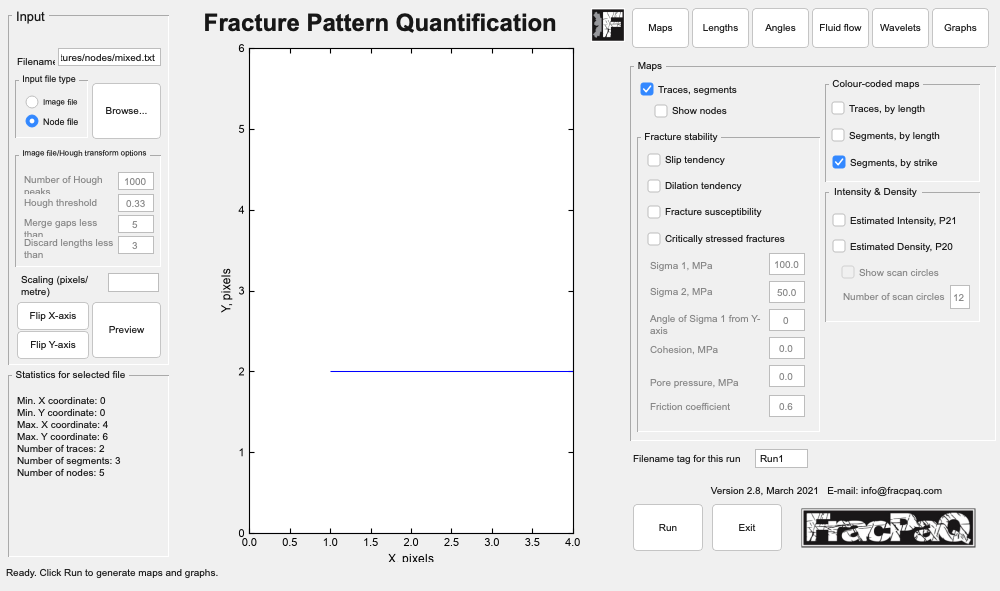 Input
Filename
tures/nodes/mixed.txt
Input file type
Image file
Node file
Browse...
Image file/Hough transform options
Number of Hough peaks
1000
Hough threshold
0.33
Merge gaps less than
5
Discard lengths less than
3
Scaling (pixels/
metre)
Flip X-axis
Flip Y-axis
Preview
Statistics for selected file
Min. X coordinate: 0
Min. Y coordinate: 0
Max. X coordinate: 4
Max. Y coordinate: 6
Number of traces: 2
Number of segments: 3
Number of nodes: 5
Ready. Click Run to generate maps and graphs.
Fracture Pattern Quantification
6
5
4
3
2
1
0
Y, pixels
0.0 0.5 1.0 1.5 2.0 2.5 3.0 3.5 4.0
X, pixels
F
Maps
Lengths
Angles
Fluid flow
Wavelets
Graphs
Maps
Traces, segments
Show nodes
Fracture stability
Slip tendency
Dilation tendency
Fracture susceptibility
Critically stressed fractures
Sigma 1, MPa
100.0
Sigma 2, MPa
50.0
Angle of Sigma 1 from Y-
axis
0
Cohesion, MPa
0.0
Pore pressure, MPa
0.0
Friction coefficient
0.6
Colour-coded maps
Traces, by length
Segments, by length
Segments, by strike
Intensity & Density
Estimated Intensity, P21
Estimated Density, P20
Show scan circles
Number of scan circles
12
Filename tag for this run
Run1
Version 2.8, March 2021 E-mail: info@fracpaq.com
Run
Exit
FracPaQ